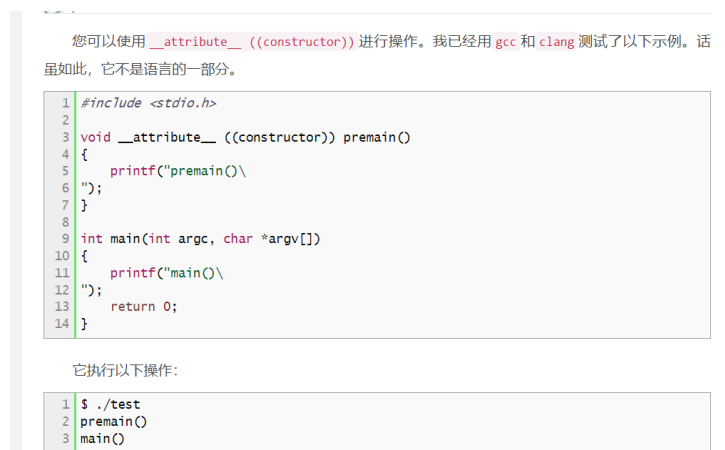 您可以使用 __attribute__ ((constructor)) 进行操作。我已经用 gcc 和 clang 测试了以下示例。话
虽如此，它不是语言的一部分。
1 #include <stdio.h>
2
3 void __attribute__ ((constructor)) premain()
4 {
5     printf("premain()\
6 ");
7 }
8
9 int main(int argc, char *argv[])
10 {
11     printf("main()\
12 ");
13     return 0;
14 }
它执行以下操作：
1 $ ./test
2 premain()
3 main()